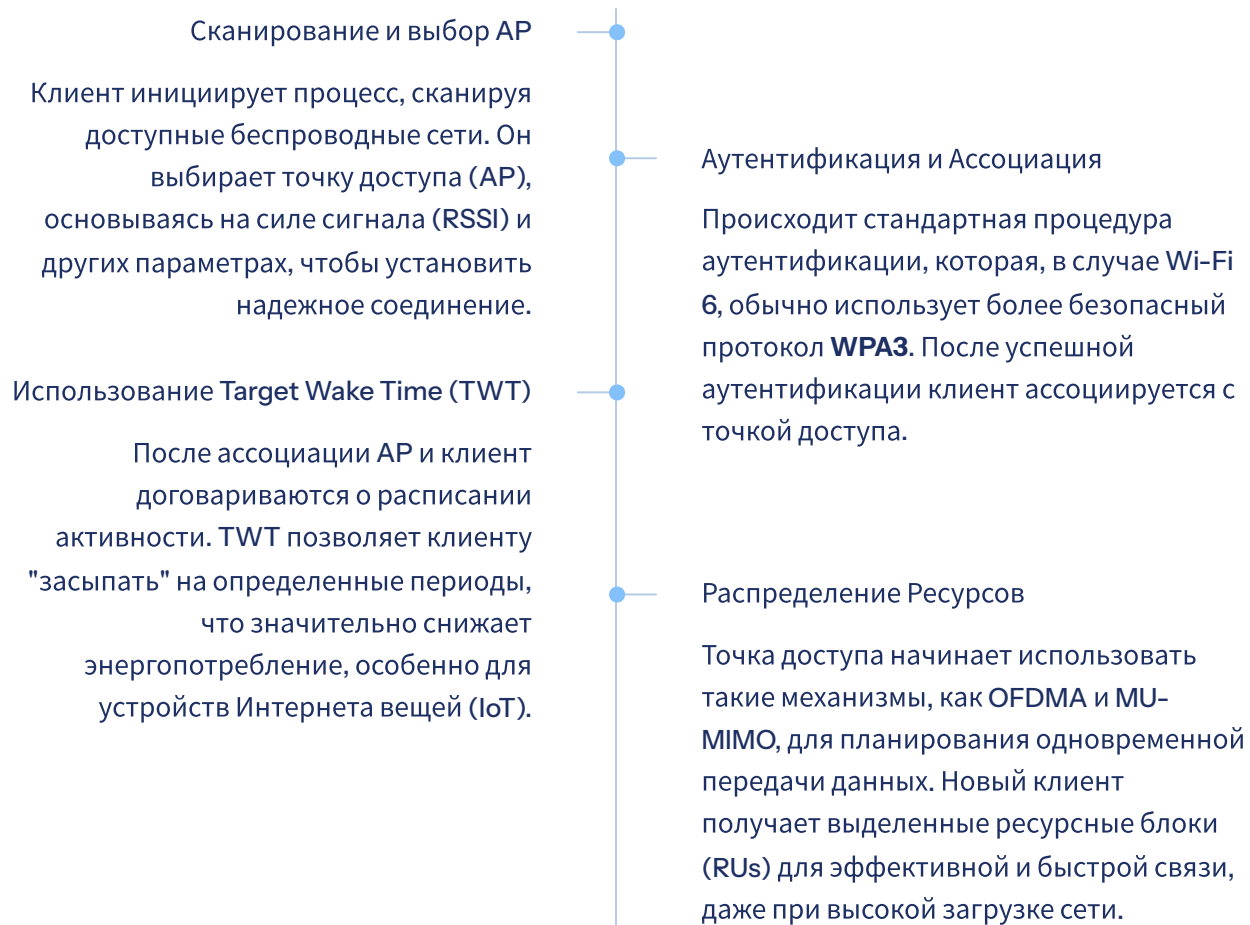 Сканирование и выбор AP
Клиент инициирует процесс, сканируя
доступные беспроводные сети. Он
выбирает точку доступа (AP),
основываясь на силе сигнала (RSSI) и
других параметрах, чтобы установить
надежное соединение.
Аутентификация и Ассоциация
Происходит стандартная процедура
аутентификации, которая, в случае Wi-Fi
6, обычно использует более безопасный
протокол WPA3. После успешной
аутентификации клиент ассоциируется с
точкой доступа.
Использование Target Wake Time (TWT)
После ассоциации AP и клиент
договариваются о расписании
активности. TWT позволяет клиенту
"засыпать" на определенные периоды,
что значительно снижает
энергопотребление, особенно для
устройств Интернета вещей (IoT).
Распределение Ресурсов
Точка доступа начинает использовать
такие механизмы, как OFDMA и MU-
MIMO, для планирования одновременной
передачи данных. Новый клиент
получает выделенные ресурсные блоки
(RUs) для эффективной и быстрой связи,
даже при высокой загрузке сети.